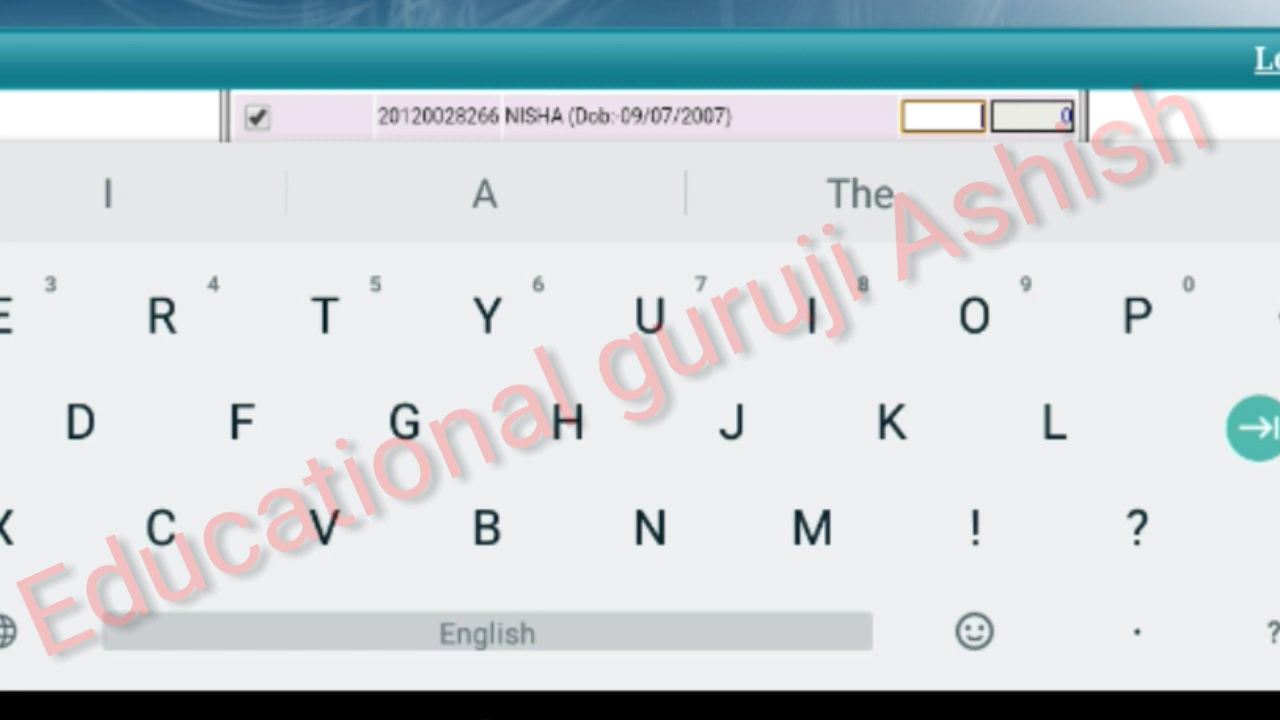 20120028266 NISHA (Dob:-09/07/2007) 0
I A The
3 4 5 6 7 8 9 0
E R T Y U I O P
D F G H J K L
X C V B N M ! ?
English . ?
Educational guruji Ashish